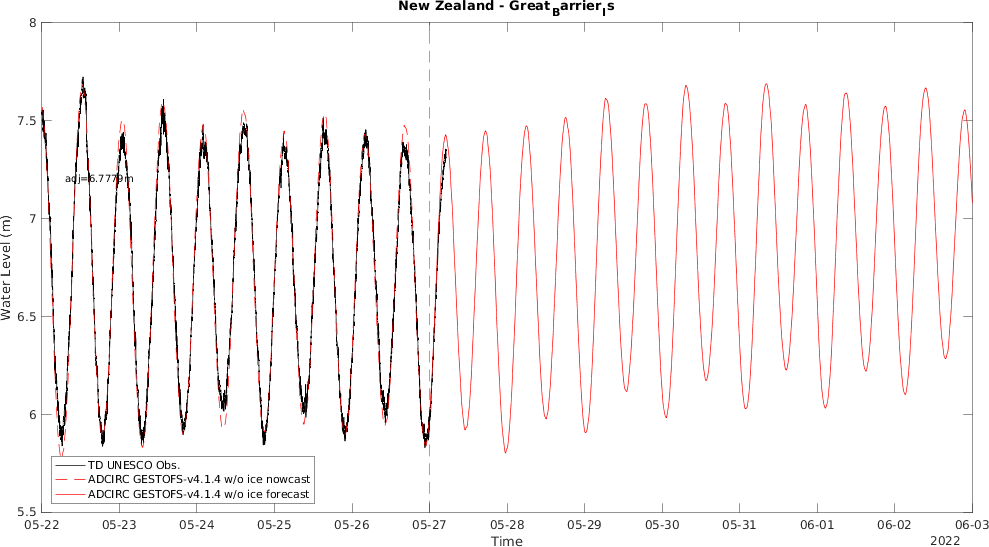 New Zealand - Great_Barrier_Is
8
7.5
adj=6.7779m
7
6.5
6
5.5
Water Level (m)
TD UNESCO Obs.
ADCIRC GESTOFS-v4.1.4 w/o ice nowcast
ADCIRC GESTOFS-v4.1.4 w/o ice forecast
05-22 05-23 05-24 05-25 05-26 05-27 05-28 05-29 05-30 05-31 06-01 06-02 06-03
Time
2022